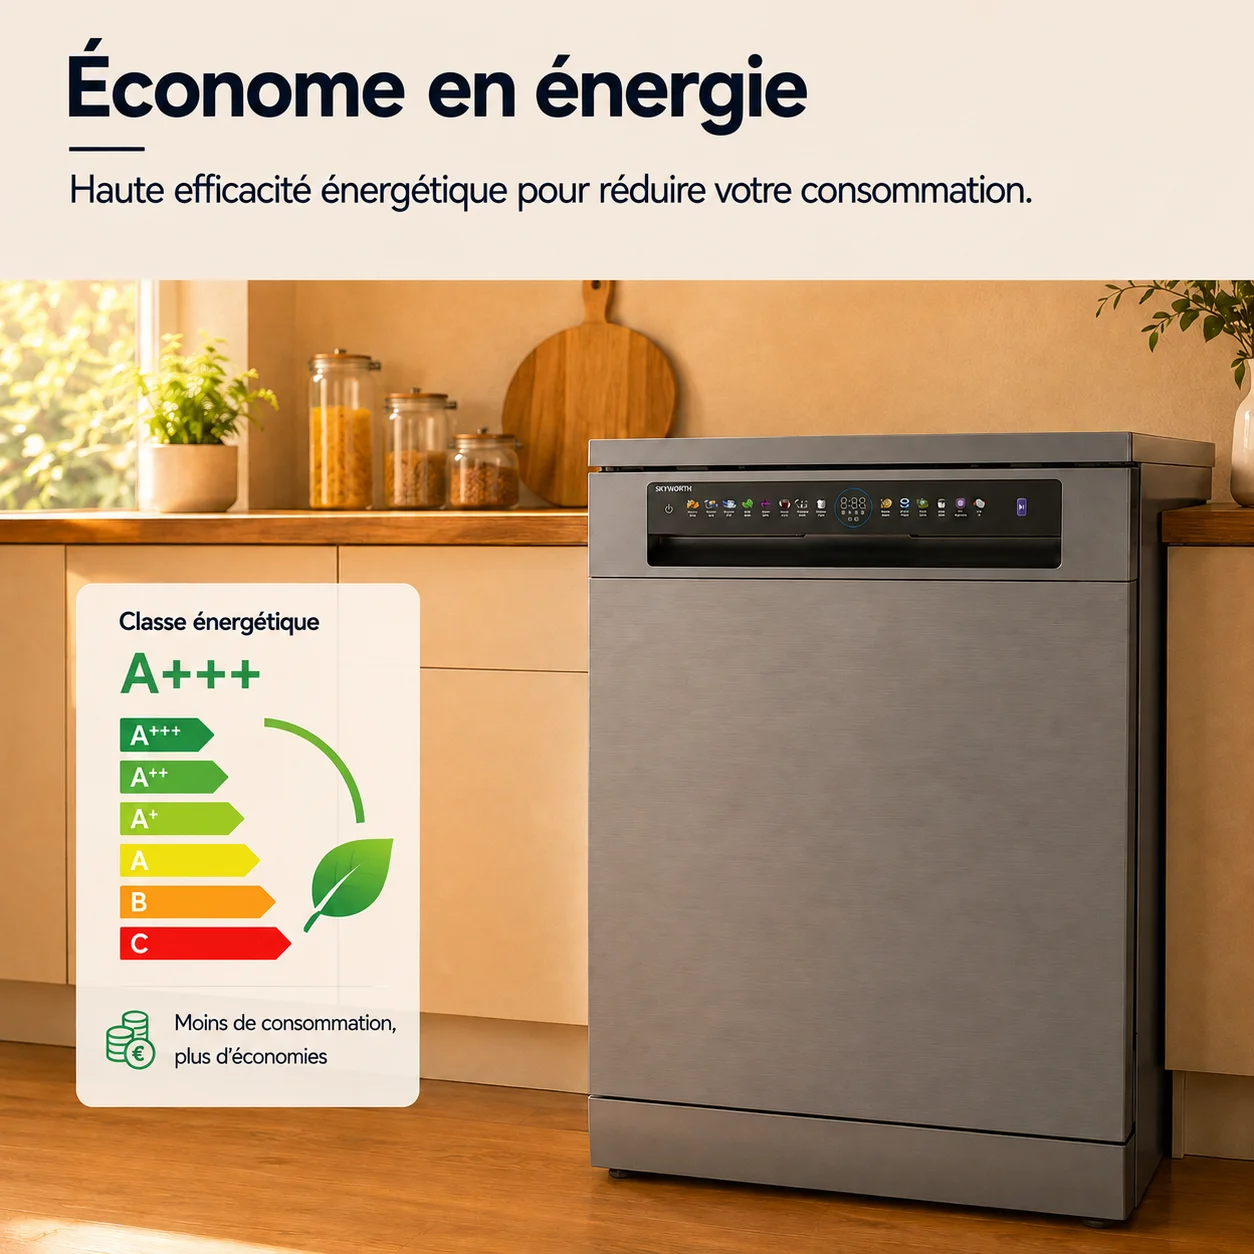 Économe en énergie
Haute efficacité énergétique pour réduire votre consommation.
SKYWORTH
Classe énergétique
A+++
A+++
A++
A+
A
B
C
€
Moins de consommation,
plus d'économies